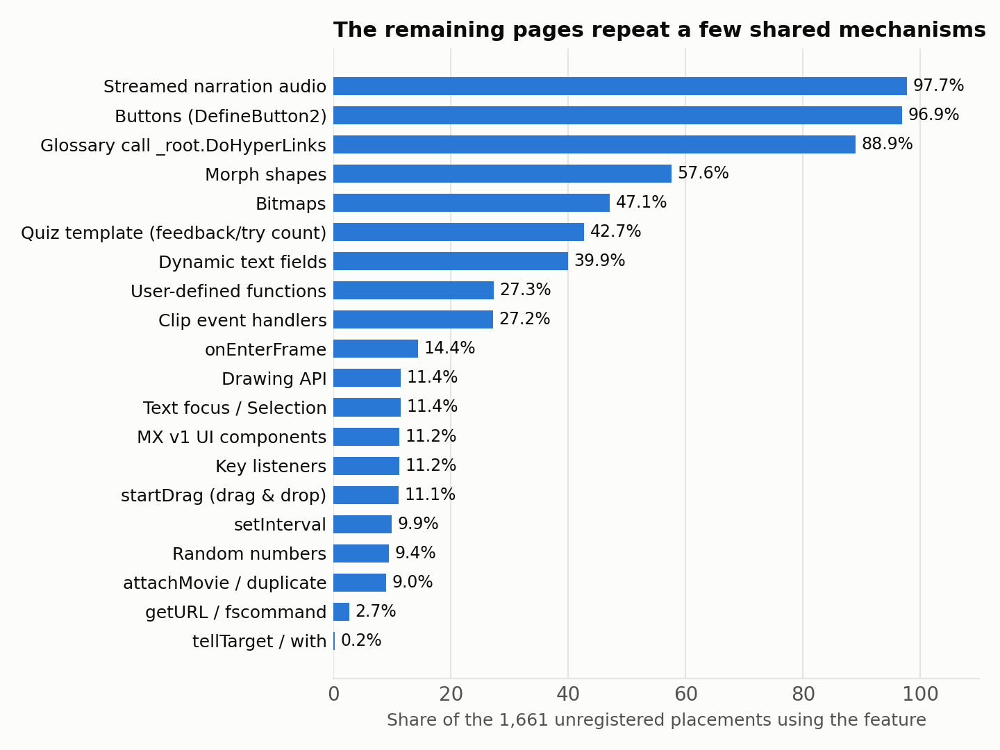 The remaining pages repeat a few shared mechanisms
Streamed narration audio 97.7%
Buttons (DefineButton2) 96.9%
Glossary call _root.DoHyperLinks 88.9%
Morph shapes 57.6%
Bitmaps 47.1%
Quiz template (feedback/try count) 42.7%
Dynamic text fields 39.9%
User-defined functions 27.3%
Clip event handlers 27.2%
onEnterFrame 14.4%
Drawing API 11.4%
Text focus / Selection 11.4%
MX v1 UI components 11.2%
Key listeners 11.2%
startDrag (drag & drop) 11.1%
setInterval 9.9%
Random numbers 9.4%
attachMovie / duplicate 9.0%
getURL / fscommand 2.7%
tellTarget / with 0.2%
0 20 40 60 80 100
Share of the 1,661 unregistered placements using the feature